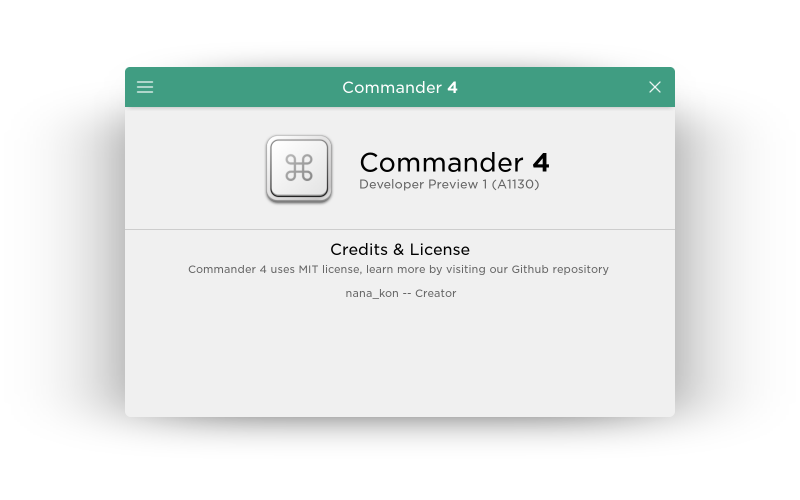 Commander 4
Commander 4
Developer Preview 1 (A1130)
Credits & License
Commander 4 uses MIT license, learn more by visiting our Github repository
nana_kon -- Creator